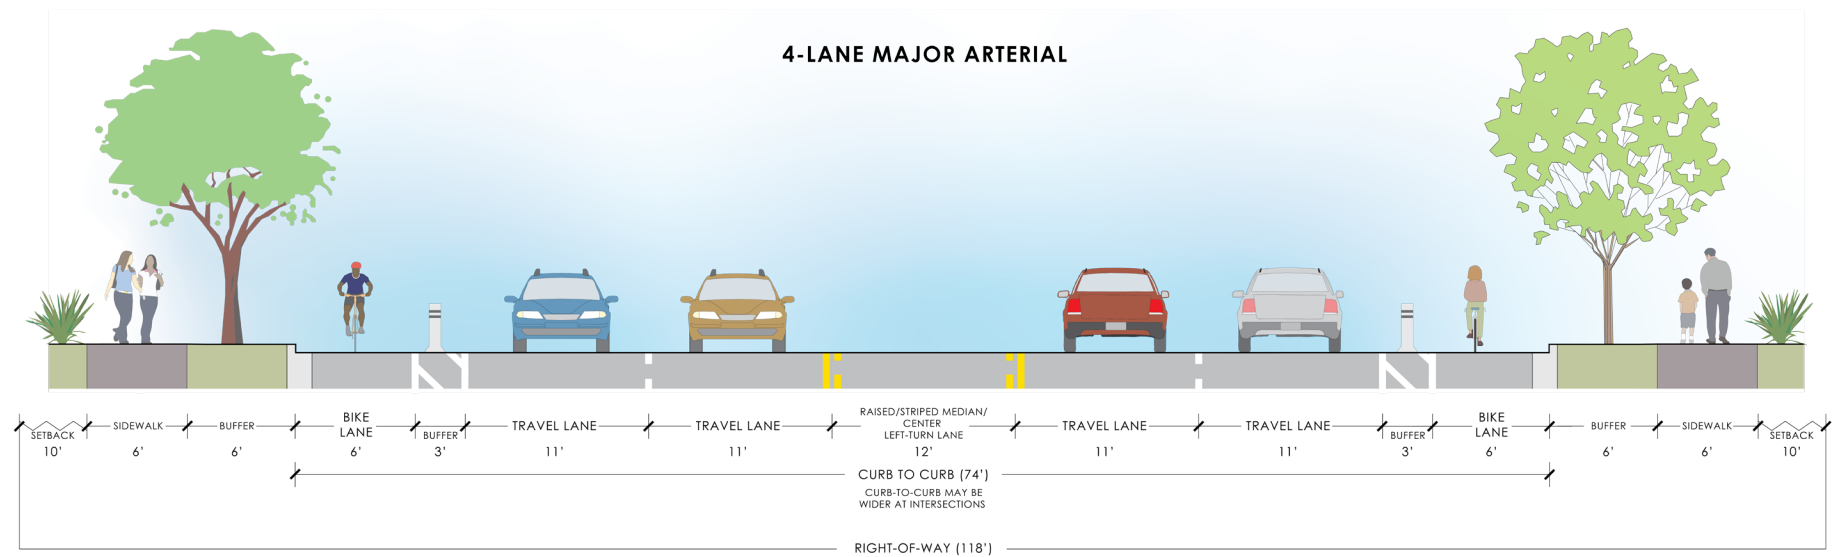 4-LANE MAJOR ARTERIAL
SETBACK
10'
SIDEWALK
6'
BUFFER
6'
BIKE
LANE
6'
BUFFER
3'
TRAVEL LANE
11'
TRAVEL LANE
11'
RAISED/STRIPED MEDIAN/
CENTER
LEFT-TURN LANE
12'
TRAVEL LANE
11'
TRAVEL LANE
11'
BUFFER
3'
BIKE
LANE
6'
BUFFER
6'
SIDEWALK
6'
SETBACK
10'
CURB TO CURB (74')
CURB-TO-CURB MAY BE
WIDER AT INTERSECTIONS
RIGHT-OF-WAY (118')